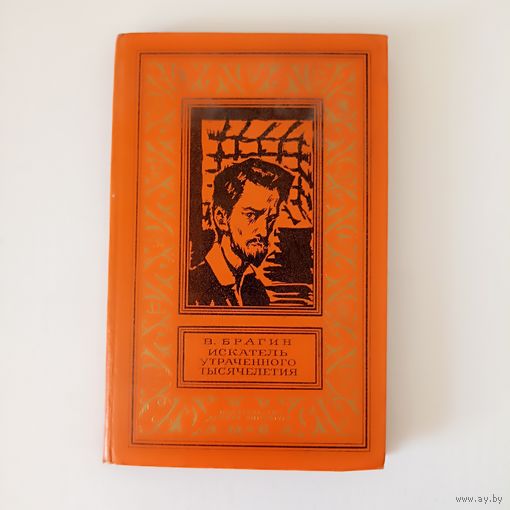 В. БРАГИН
ИСКАТЕЛЬ
УТРАЧЕННОГО
ТЫСЯЧЕЛЕТИЯ
www.ay.by